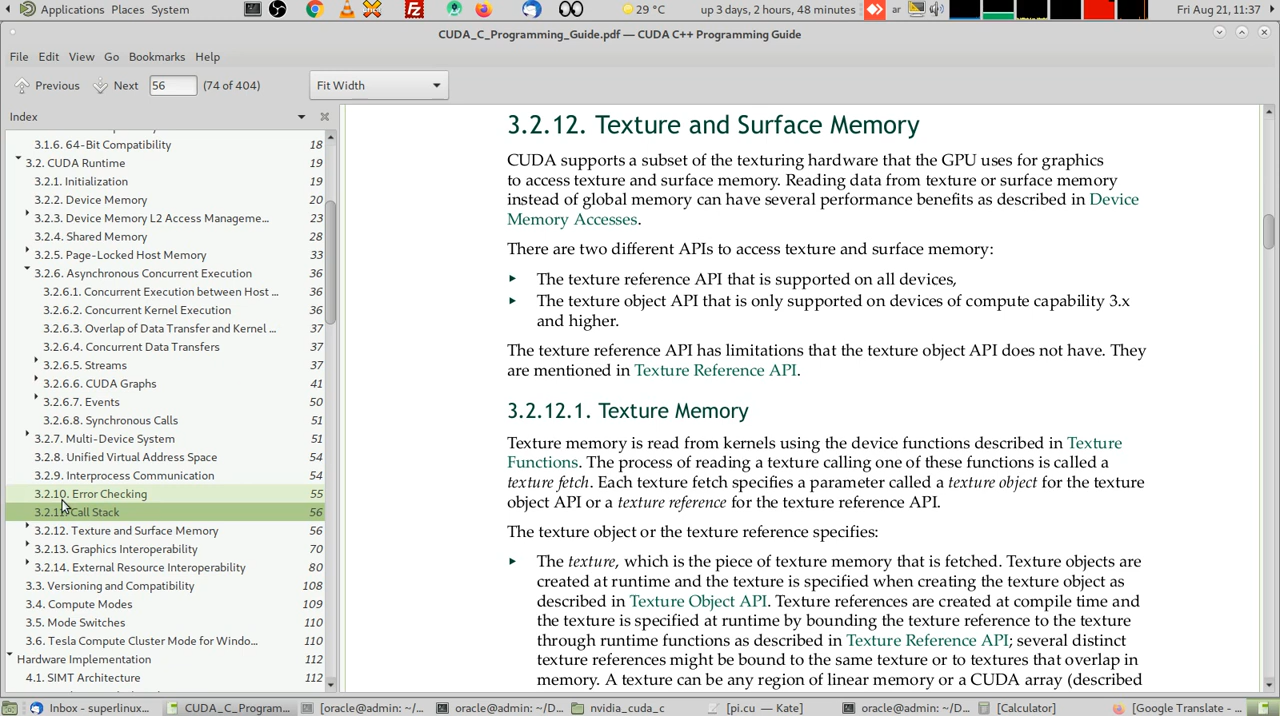 Applications Places System 29 °C up 3 days, 2 hours, 48 minutes ar Fri Aug 21, 11:37
CUDA_C_Programming_Guide.pdf — CUDA C++ Programming Guide
File Edit View Go Bookmarks Help
Previous Next 56 (74 of 404) Fit Width
Index
3.1.6. 64-Bit Compatibility 18
3.2. CUDA Runtime 19
3.2.1. Initialization 19
3.2.2. Device Memory 20
3.2.3. Device Memory L2 Access Manageme... 23
3.2.4. Shared Memory 28
3.2.5. Page-Locked Host Memory 33
3.2.6. Asynchronous Concurrent Execution 36
3.2.6.1. Concurrent Execution between Host ... 36
3.2.6.2. Concurrent Kernel Execution 36
3.2.6.3. Overlap of Data Transfer and Kernel ... 37
3.2.6.4. Concurrent Data Transfers 37
3.2.6.5. Streams 37
3.2.6.6. CUDA Graphs 41
3.2.6.7. Events 50
3.2.6.8. Synchronous Calls 51
3.2.7. Multi-Device System 51
3.2.8. Unified Virtual Address Space 54
3.2.9. Interprocess Communication 54
3.2.10. Error Checking 55
3.2.11. Call Stack 56
3.2.12. Texture and Surface Memory 56
3.2.13. Graphics Interoperability 70
3.2.14. External Resource Interoperability 80
3.3. Versioning and Compatibility 108
3.4. Compute Modes 109
3.5. Mode Switches 110
3.6. Tesla Compute Cluster Mode for Windo... 110
Hardware Implementation 112
4.1. SIMT Architecture 112
3.2.12. Texture and Surface Memory
CUDA supports a subset of the texturing hardware that the GPU uses for graphics
to access texture and surface memory. Reading data from texture or surface memory
instead of global memory can have several performance benefits as described in Device
Memory Accesses.
There are two different APIs to access texture and surface memory:
‣ The texture reference API that is supported on all devices,
‣ The texture object API that is only supported on devices of compute capability 3.x
and higher.
The texture reference API has limitations that the texture object API does not have. They
are mentioned in Texture Reference API.
3.2.12.1. Texture Memory
Texture memory is read from kernels using the device functions described in Texture
Functions. The process of reading a texture calling one of these functions is called a
texture fetch. Each texture fetch specifies a parameter called a texture object for the texture
object API or a texture reference for the texture reference API.
The texture object or the texture reference specifies:
‣ The texture, which is the piece of texture memory that is fetched. Texture objects are
created at runtime and the texture is specified when creating the texture object as
described in Texture Object API. Texture references are created at compile time and
the texture is specified at runtime by bounding the texture reference to the texture
through runtime functions as described in Texture Reference API; several distinct
texture references might be bound to the same texture or to textures that overlap in
memory. A texture can be any region of linear memory or a CUDA array (described
Inbox - superlinux... CUDA_C_Program... [oracle@admin: ~/... oracle@admin: ~/D... nvidia_cuda_c [pi.cu — Kate] oracle@admin: ~/D... [Calculator] [Google Translate - ...